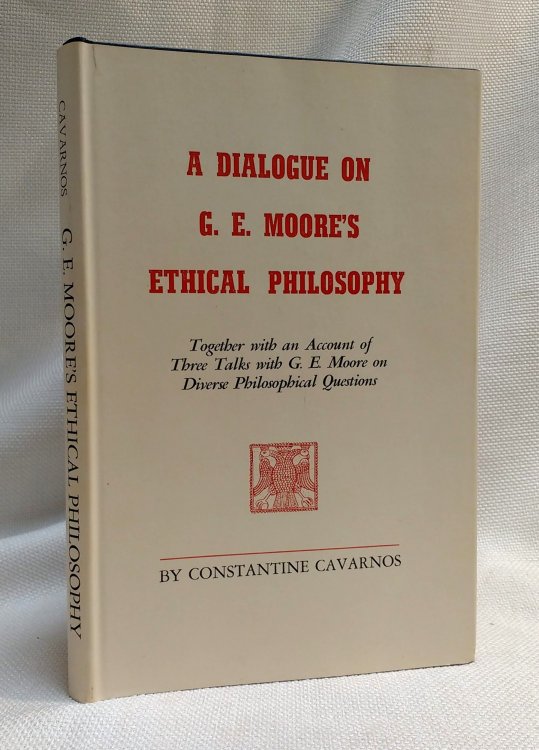 A DIALOGUE ON
G. E. MOORE'S
ETHICAL PHILOSOPHY
Together with an Account of
Three Talks with G. E. Moore on
Diverse Philosophical Questions
BY CONSTANTINE CAVARNOS
CAVARNOS G. E. MOORE'S ETHICAL PHILOSOPHY